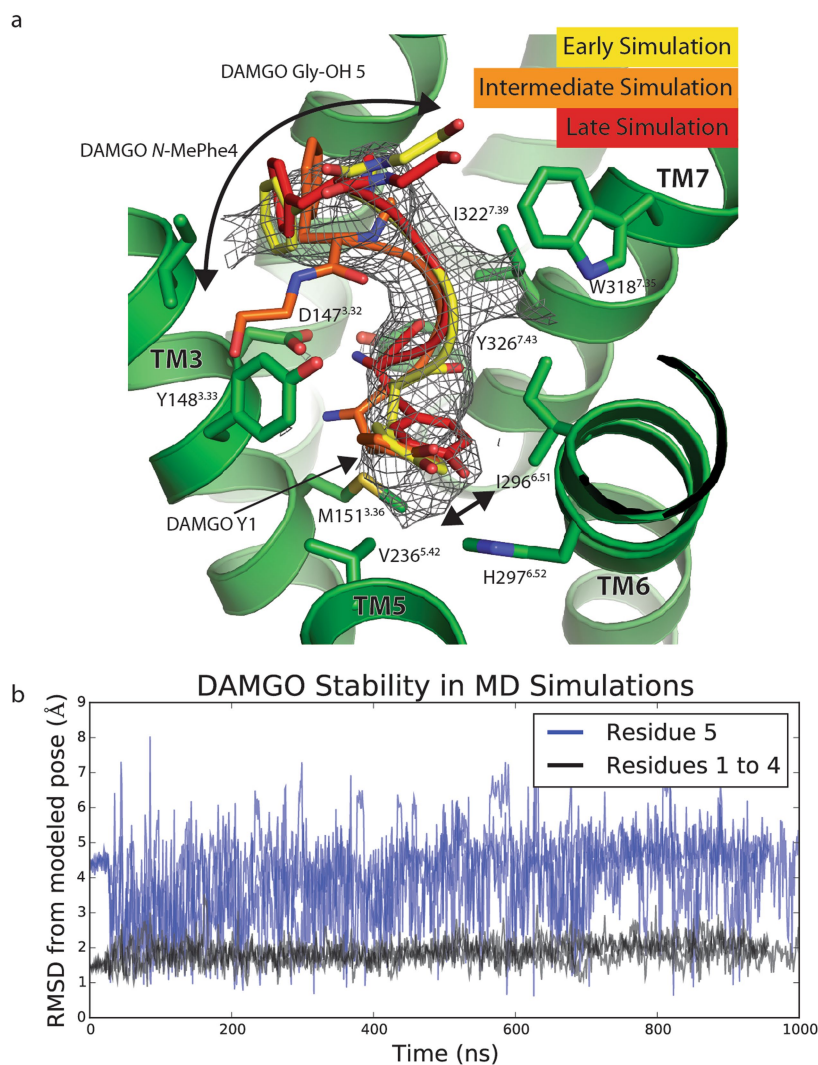 a
Early Simulation
Intermediate Simulation
Late Simulation
DAMGO Gly-OH 5
DAMGO N-MePhe4
TM7
I322^7.39
W318^7.35
D147^3.32
TM3
Y326^7.43
Y148^3.33
l
I296^6.51
M151^3.36
DAMGO Y1
V236^5.42
H297^6.52
TM6
TM5
b
DAMGO Stability in MD Simulations
RMSD from modeled pose (Å)
9
8
7
6
5
4
3
2
1
0
Residue 5
Residues 1 to 4
0 200 400 600 800 1000
Time (ns)